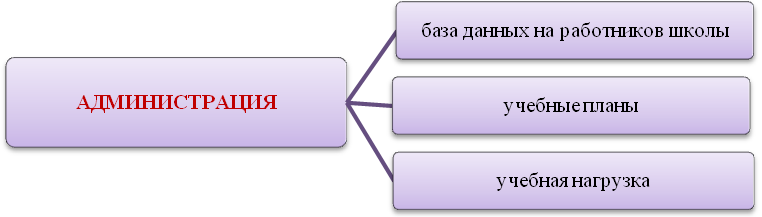 АДМИНИСТРАЦИЯ
база данных на работников школы
учебные планы
учебная нагрузка